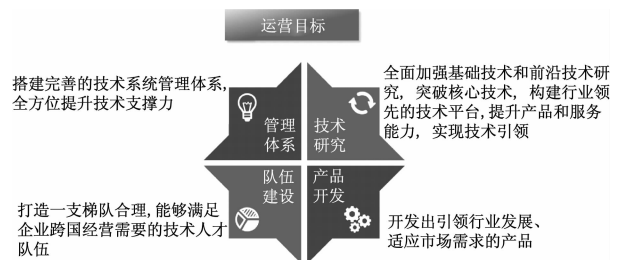 运营目标
搭建完善的技术系统管理体系,
全方位提升技术支撑力
全面加强基础技术和前沿技术研
究, 突破核心技术, 构建行业领
先的技术平台,提升产品和服务
能力, 实现技术引领
管理
体系
技术
研究
队伍
建设
产品
开发
打造一支梯队合理,能够满足
企业跨国经营需要的技术人才
队伍
开发出引领行业发展、
适应市场需求的产品